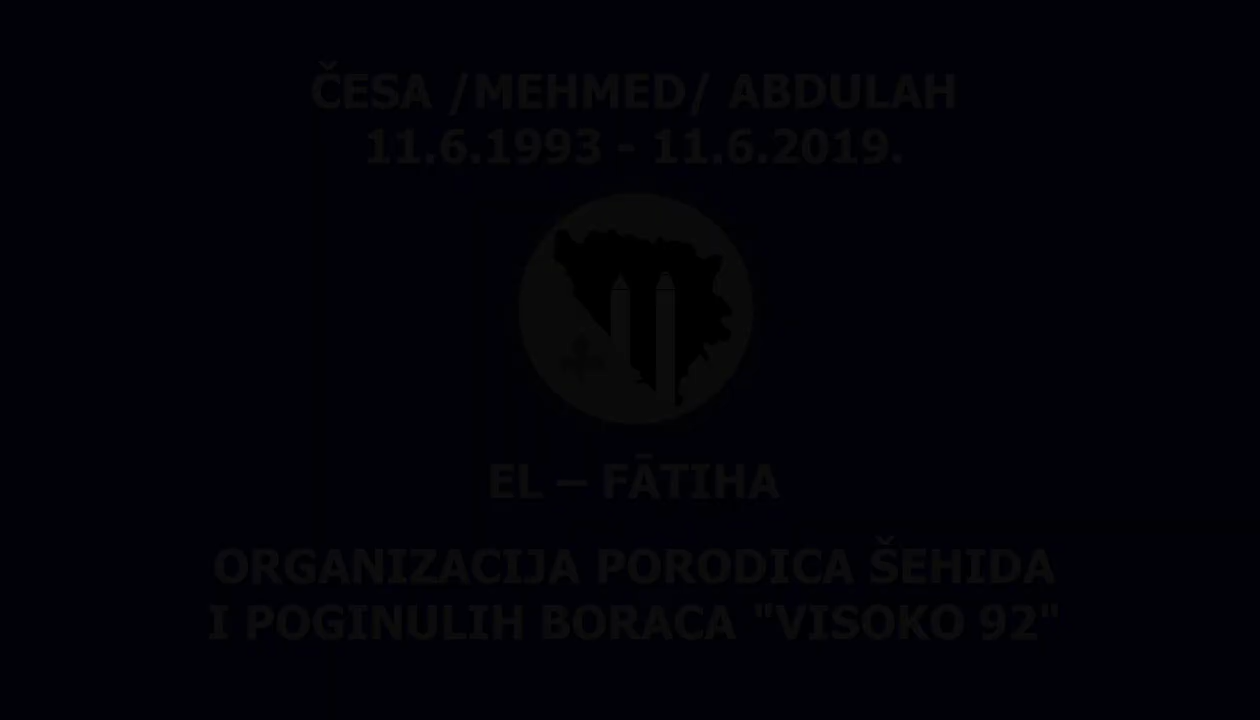 ČESA /MEHMED/ ABDULAH
11.6.1993 - 11.6.2019.
EL – FĀTIHA
ORGANIZACIJA PORODICA ŠEHIDA
I POGINULIH BORACA "VISOKO 92"